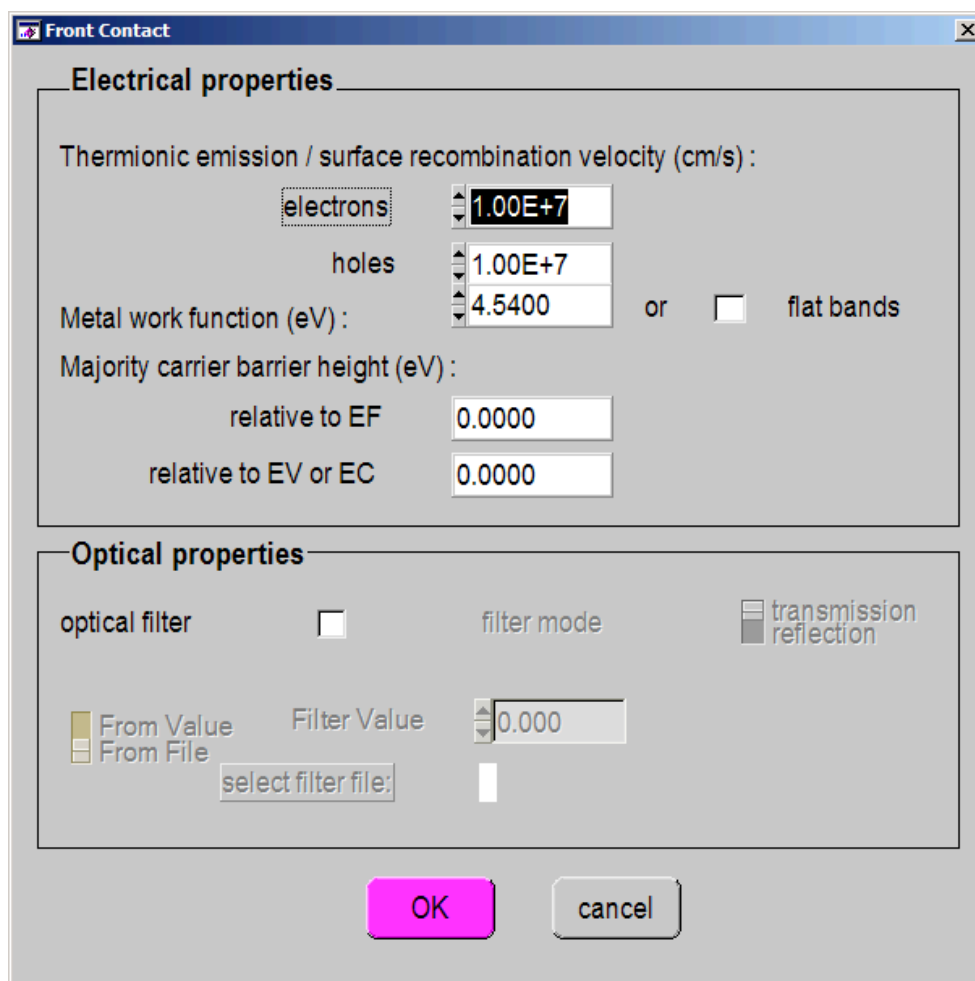 Front Contact
Electrical properties
Thermionic emission / surface recombination velocity (cm/s) :
electrons 1.00E+7
holes 1.00E+7
Metal work function (eV) : 4.5400 or flat bands
Majority carrier barrier height (eV) :
relative to EF 0.0000
relative to EV or EC 0.0000
Optical properties
optical filter filter mode transmission
reflection
From Value Filter Value 0.000
From File
select filter file:
OK cancel